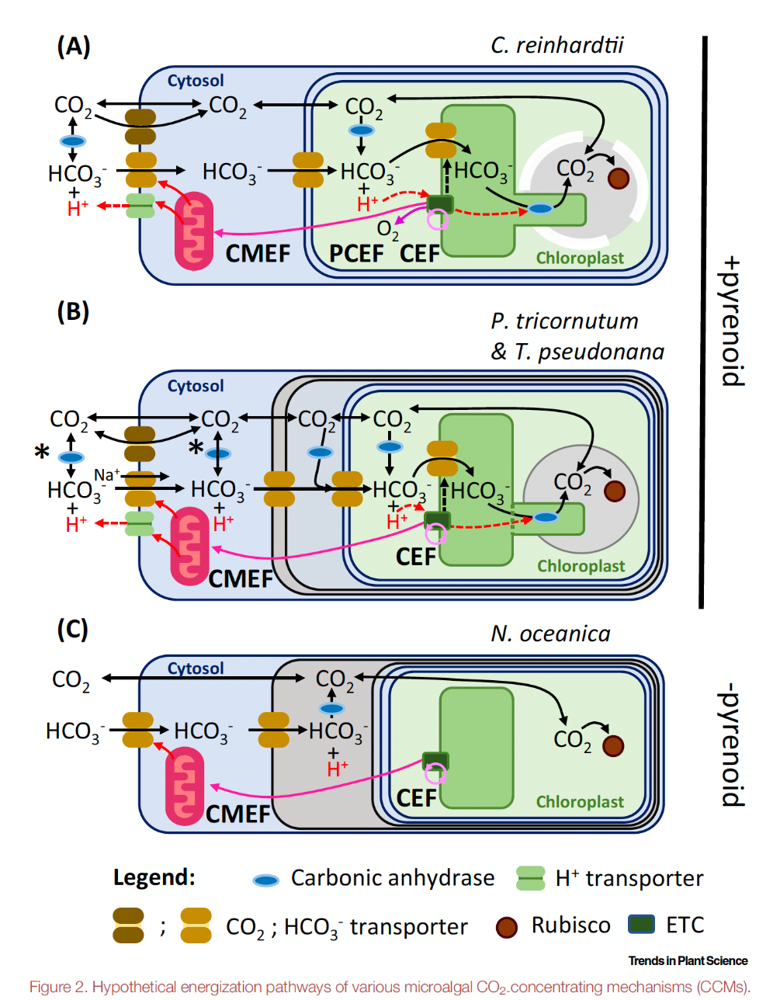 (A)
C. reinhardtii
Cytosol
CO2 CO2 CO2
CO2
HCO3- HCO3- HCO3- HCO3-
+ +
H+ H+
O2
CMEF PCEF CEF
Chloroplast
+pyrenoid
(B)
P. tricornutum
& T. pseudonana
Cytosol
CO2 CO2 CO2 CO2
* *
Na+
CO2
HCO3- HCO3- HCO3- HCO3-
+ + +
H+ H+ H+
CEF
CMEF
Chloroplast
(C)
N. oceanica
Cytosol
CO2 CO2
HCO3- HCO3- HCO3- CO2
+
H+
CEF
CMEF
Chloroplast
-pyrenoid
Legend: Carbonic anhydrase H+ transporter
; CO2 ; HCO3- transporter Rubisco ETC
Trends in Plant Science
Figure 2. Hypothetical energization pathways of various microalgal CO2-concentrating mechanisms (CCMs).